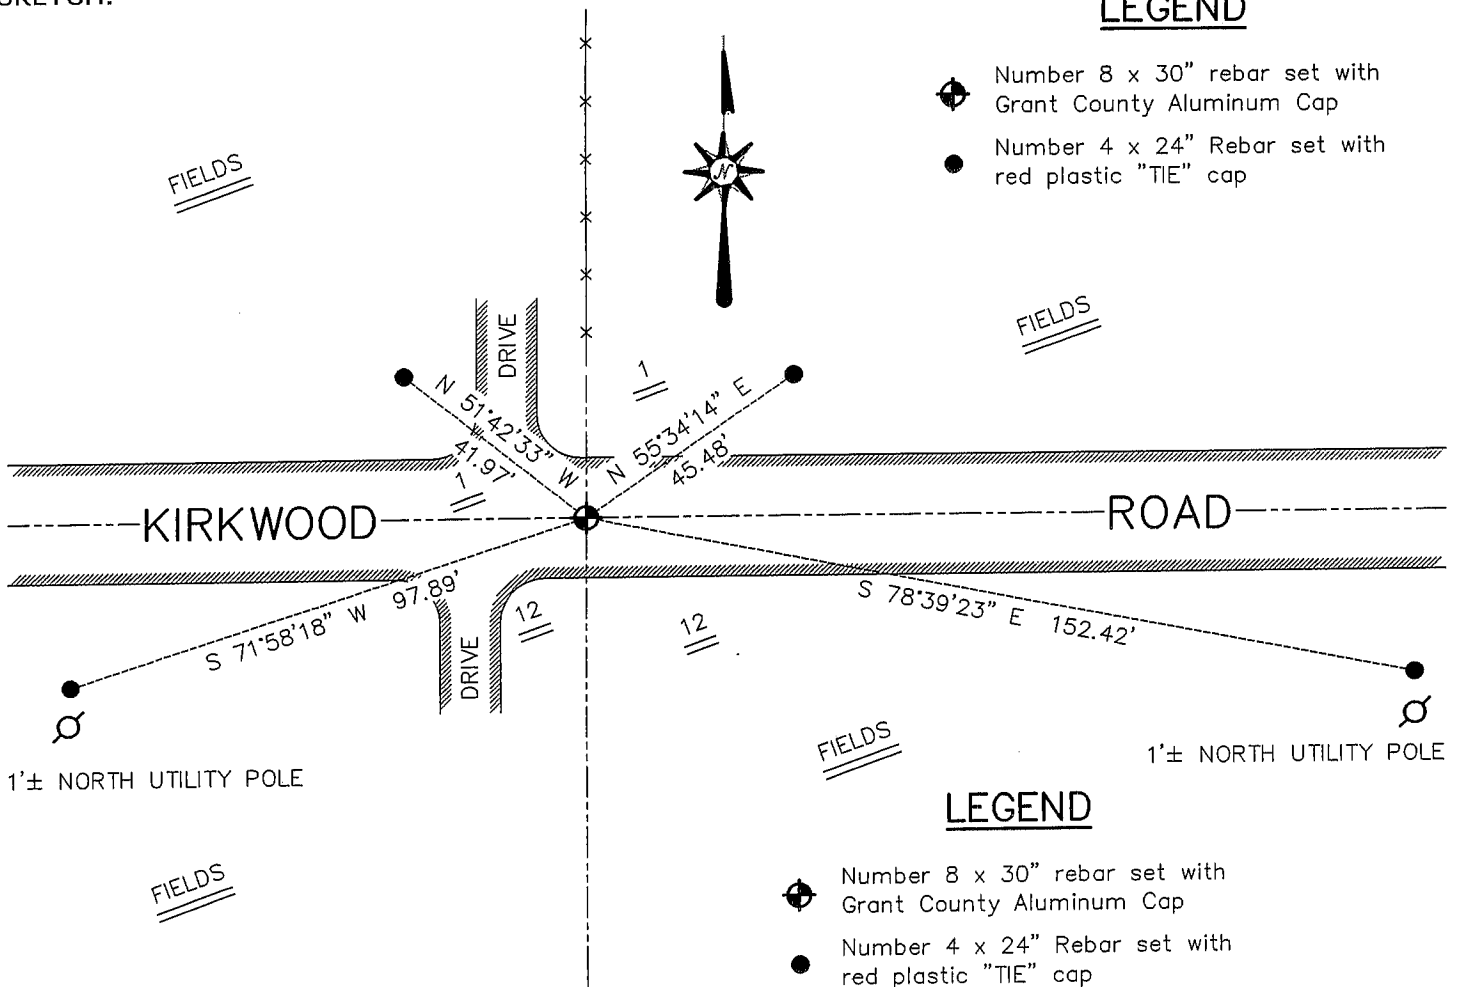 SKETCH:
LEGEND
Number 8 x 30" rebar set with
Grant County Aluminum Cap
Number 4 x 24" Rebar set with
red plastic "TIE" cap
N
FIELDS
FIELDS
DRIVE
1
N 51°42'33" W
41.97'
N 55°34'14" E
45.48'
1
KIRKWOOD
ROAD
S 71°58'18" W 97.89'
S 78°39'23" E 152.42'
12
12
DRIVE
1'± NORTH UTILITY POLE
1'± NORTH UTILITY POLE
FIELDS
FIELDS
LEGEND
Number 8 x 30" rebar set with
Grant County Aluminum Cap
Number 4 x 24" Rebar set with
red plastic "TIE" cap